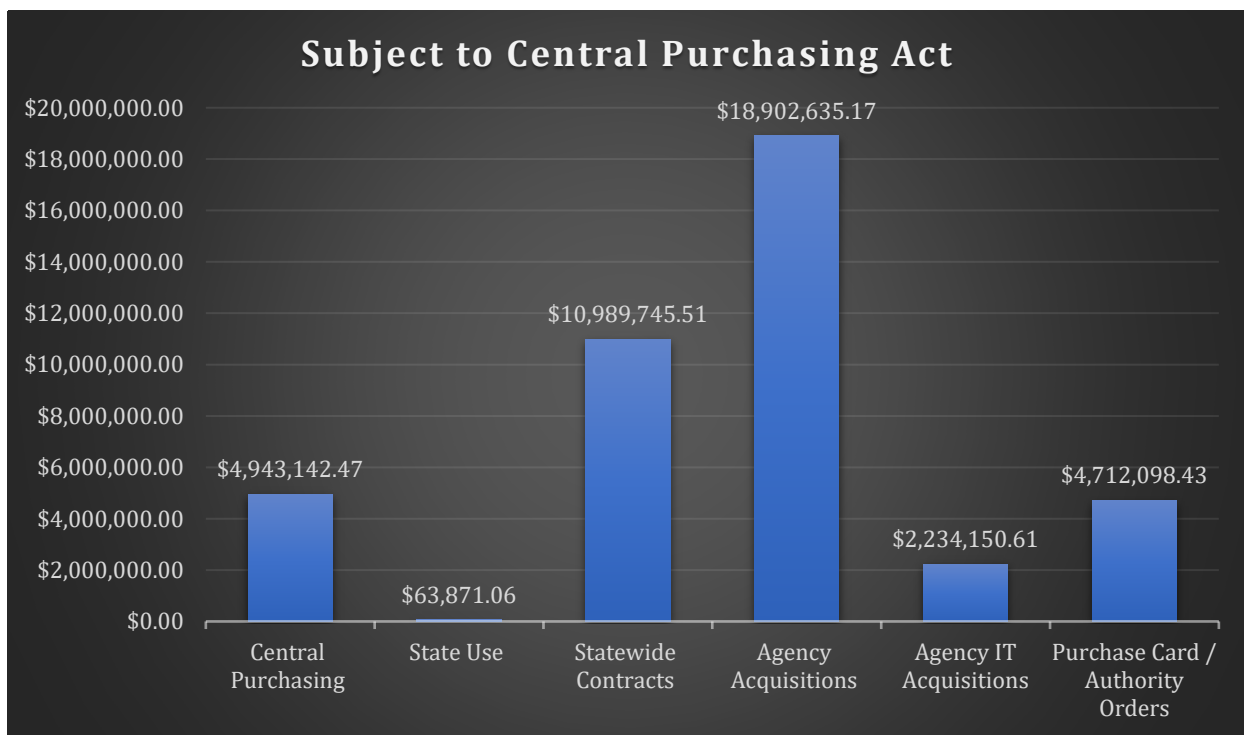 Subject to Central Purchasing Act
$20,000,000.00
$18,000,000.00
$16,000,000.00
$14,000,000.00
$12,000,000.00
$10,000,000.00
$8,000,000.00
$6,000,000.00
$4,000,000.00
$2,000,000.00
$0.00
$4,943,142.47
$63,871.06
$10,989,745.51
$18,902,635.17
$2,234,150.61
$4,712,098.43
Central
Purchasing
State Use
Statewide
Contracts
Agency
Acquisitions
Agency IT
Acquisitions
Purchase Card /
Authority
Orders